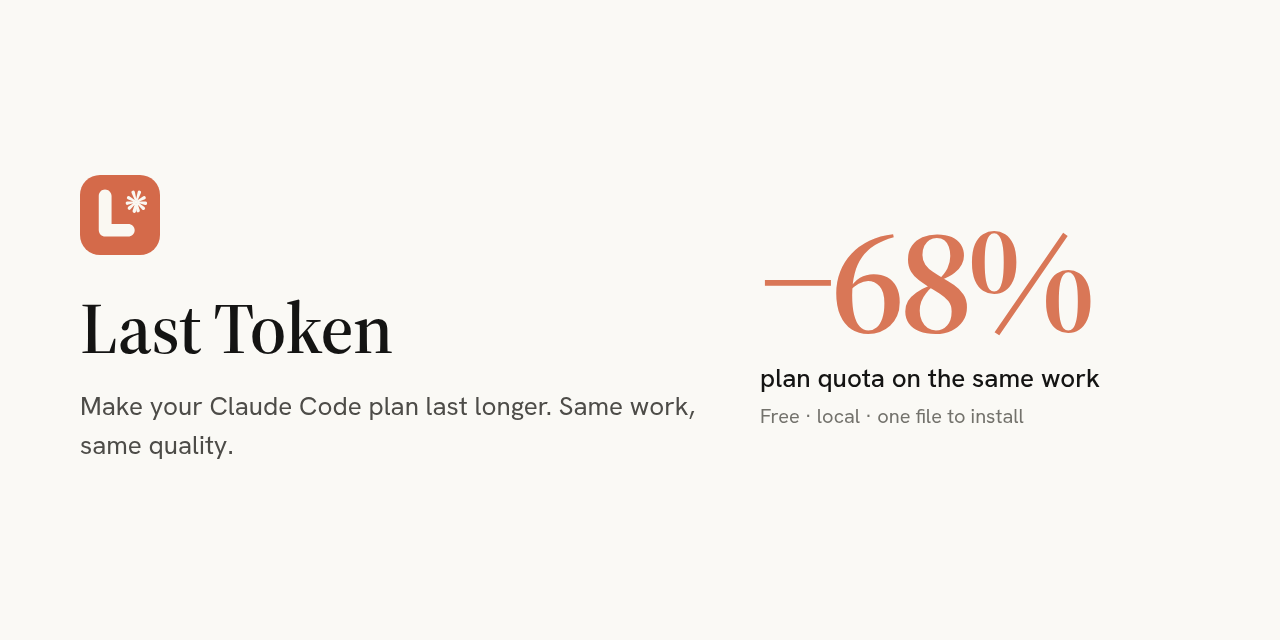 L
Last Token
Make your Claude Code plan last longer. Same work,
same quality.
−68%
plan quota on the same work
Free · local · one file to install